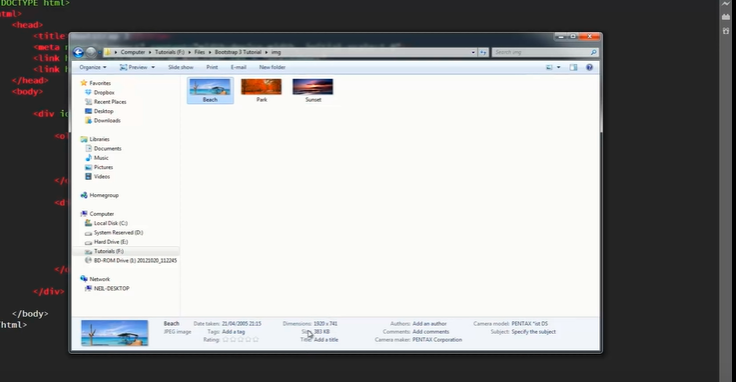 DOCTYPE html>
html>
<head>
<title
<meta
<link h
<link h
</head>
<body>
<div id
<o
</o
<di
</d
</div>
</body>
html>
Computer Tutorials (F:) Files Bootstrap 3 Tutorial img
Search img
Organize Preview Slide show Print E-mail New folder
Favorites
Dropbox
Recent Places
Desktop
Downloads
Libraries
Documents
Music
Pictures
Videos
Homegroup
Computer
Local Disk (C:)
System Reserved (D:)
Hard Drive (E:)
Tutorials (F:)
BD-ROM Drive (I:) 20121020_112245
Network
NEIL-DESKTOP
Beach Park Sunset
Beach Date taken: 21/04/2005 21:13 Dimensions: 1920 x 741 Authors: Add an author Camera model: PENTAX *ist DS
JPEG image Tags: Add a tag 383 KB Comments: Add comments Subject: Specify the subject
Rating: Title: Add a title Camera maker: PENTAX Corporation